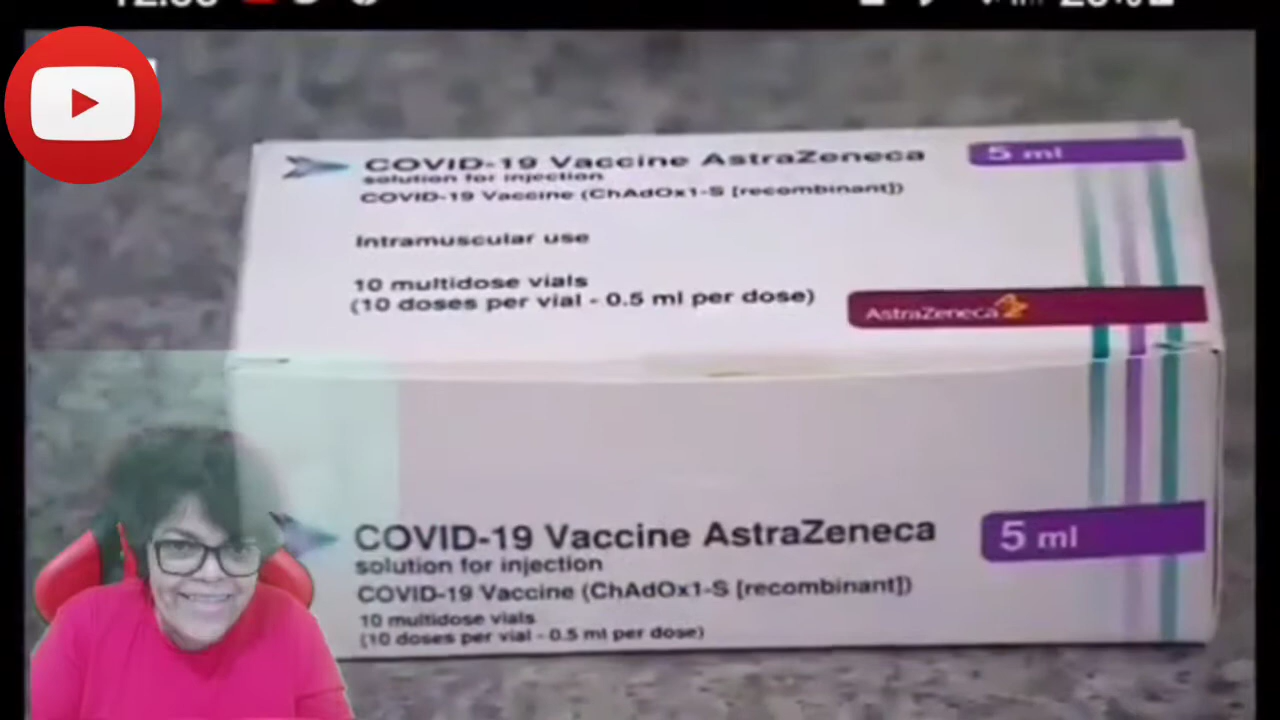 COVID-19 Vaccine AstraZeneca
5 ml
solution for injection
COVID-19 Vaccine (ChAdOx1-S [recombinant])
Intramuscular use
10 multidose vials
(10 doses per vial - 0.5 ml per dose)
AstraZeneca
COVID-19 Vaccine AstraZeneca
5 ml
solution for injection
COVID-19 Vaccine (ChAdOx1-S [recombinant])
10 multidose vials
(10 doses per vial - 0.5 ml per dose)